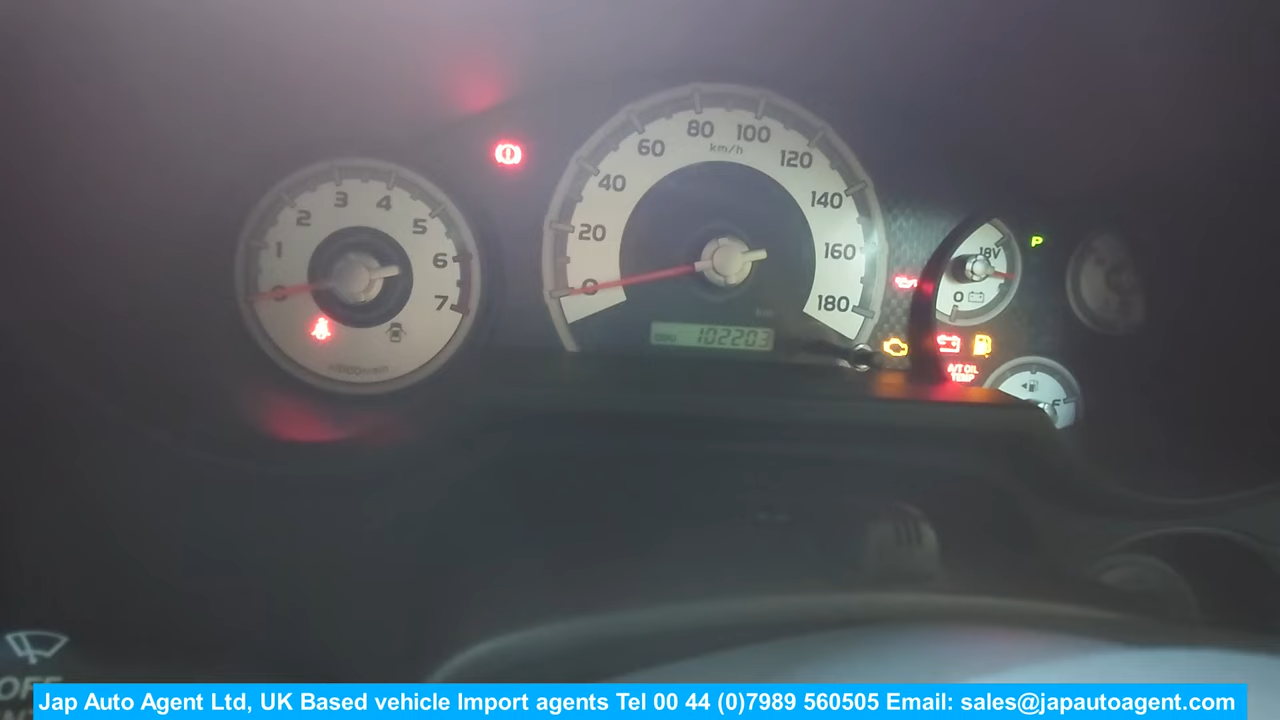 80 100
60 km/h 120
40 140
20 160
0 180
3 4
2 5
1 6
0 7
ODO 102203
P
18V
0
A/T OIL
TEMP
F
OFF
Jap Auto Agent Ltd, UK Based vehicle Import agents Tel 00 44 (0)7989 560505 Email: sales@japautoagent.com